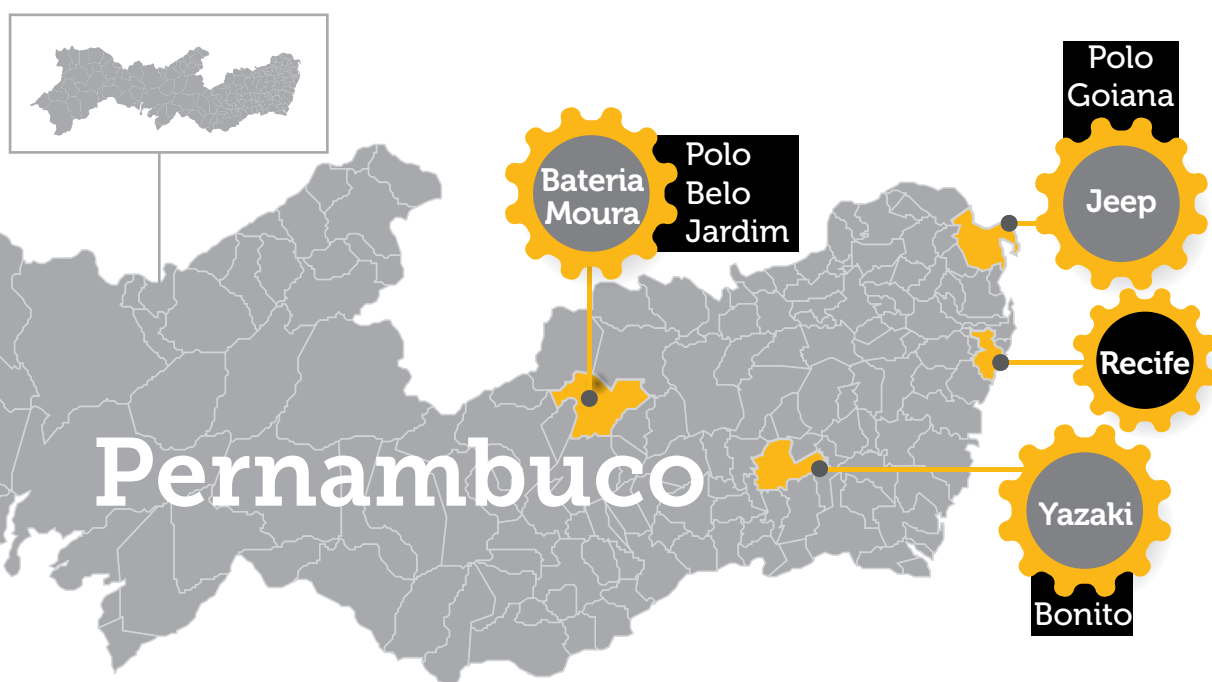 Polo
Goiana
Jeep
Bateria
Moura
Polo
Belo
Jardim
Recife
Pernambuco
Yazaki
Bonito